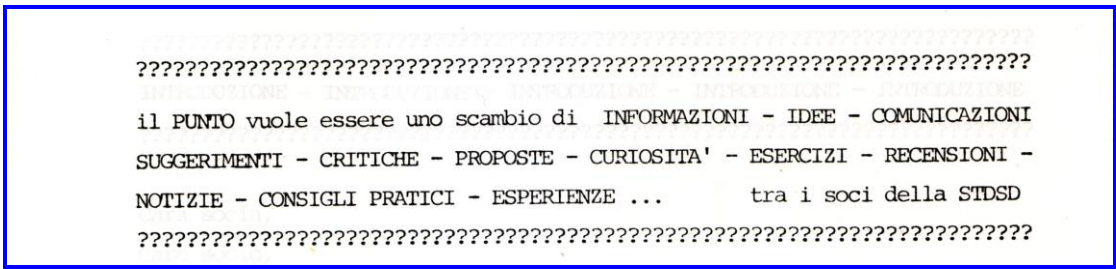 ?????????????????????????????????????????????????????????????????????????
il PUNTO vuole essere uno scambio di INFORMAZIONI - IDEE - COMUNICAZIONI
SUGGERIMENTI - CRITICHE - PROPOSTE - CURIOSITA' - ESERCIZI - RECENSIONI -
NOTIZIE - CONSIGLI PRATICI - ESPERIENZE ... tra i soci della STDSD
?????????????????????????????????????????????????????????????????????????